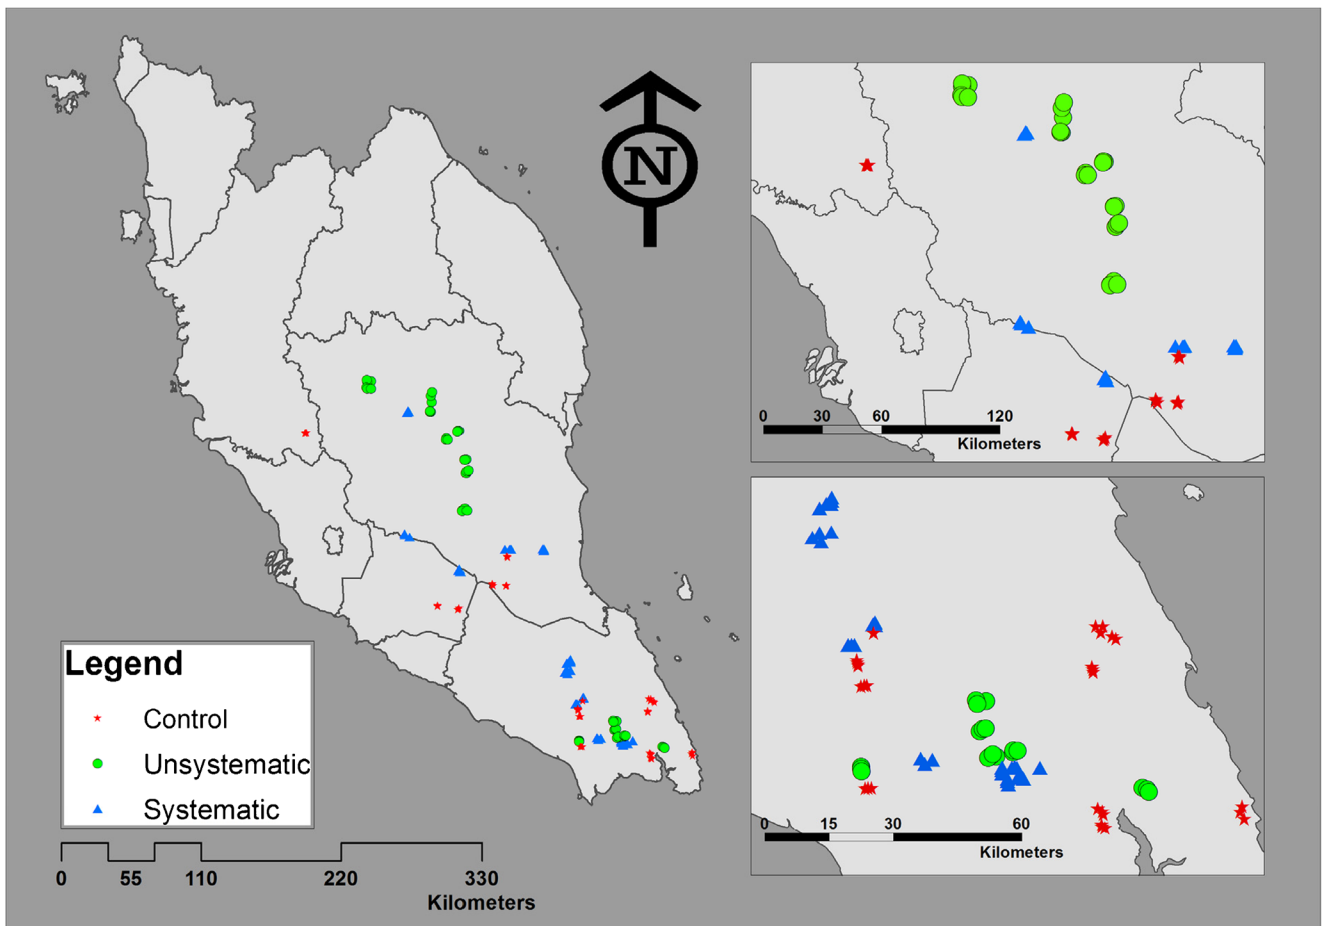 N
Legend
Control
Unsystematic
Systematic
0 55 110 220 330
Kilometers
0 30 60 120
Kilometers
0 15 30 60
Kilometers